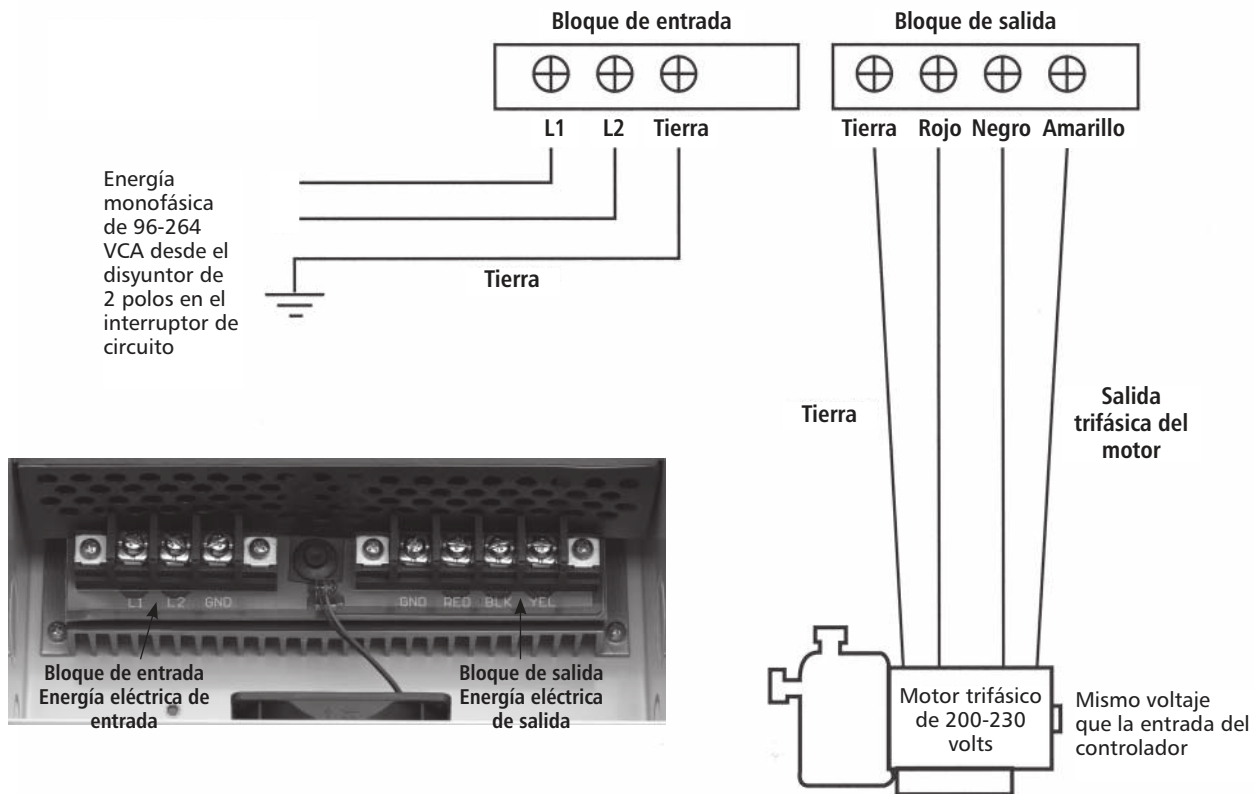 Bloque de entrada
Bloque de salida
L1 L2 Tierra
Tierra Rojo Negro Amarillo
Energía
monofásica
de 96-264
VCA desde el
disyuntor de
2 polos en el
interruptor de
circuito
Tierra
Tierra
Salida
trifásica del
motor
L1 L2 GND
GND RED BLK YEL
Bloque de entrada
Energía eléctrica de
entrada
Bloque de salida
Energía eléctrica
de salida
Motor trifásico
de 200-230
volts
Mismo voltaje
que la entrada del
controlador